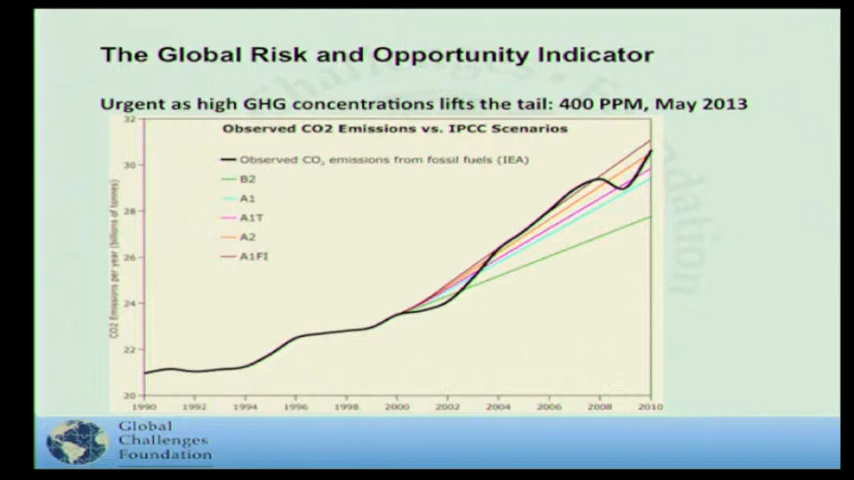 The Global Risk and Opportunity Indicator
Urgent as high GHG concentrations lifts the tail: 400 PPM, May 2013
Observed CO2 Emissions vs. IPCC Scenarios
Observed CO₂ emissions from fossil fuels (IEA)
B2
A1
A1T
A2
A1FI
CO2 Emissions per year (billions of tonnes)
32
30
28
26
24
22
20
1990 1992 1994 1996 1998 2000 2002 2004 2006 2008 2010
Global
Challenges
Foundation